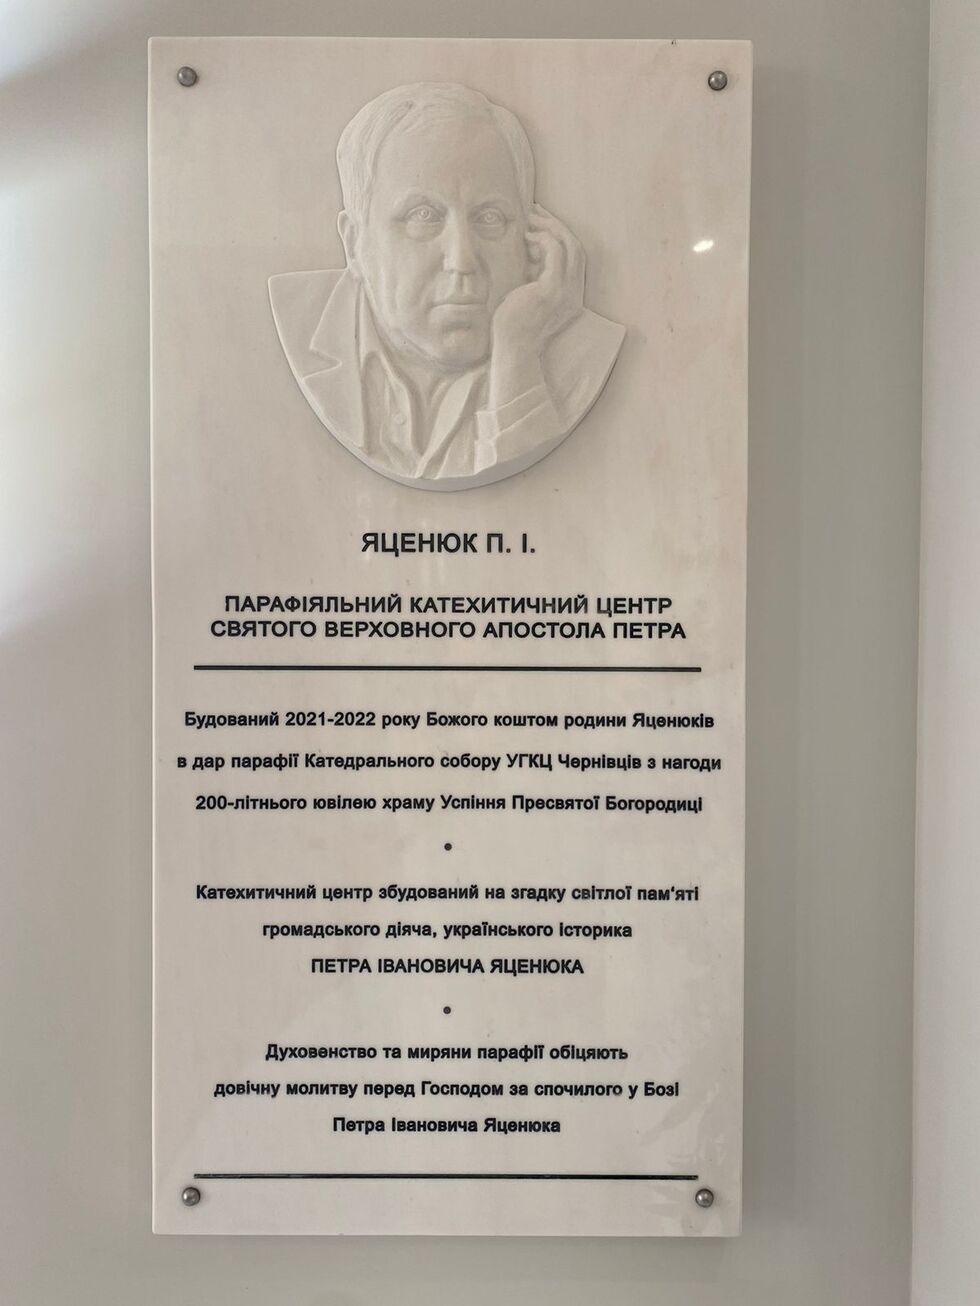 ЯЦЕНЮК П. І.
ПАРАФІЯЛЬНИЙ КАТЕХИТИЧНИЙ ЦЕНТР
СВЯТОГО ВЕРХОВНОГО АПОСТОЛА ПЕТРА
Будований 2021-2022 року Божого коштом родини Яценюків
в дар парафії Катедрального собору УГКЦ Чернівців з нагоди
200-літнього ювілею храму Успіння Пресвятої Богородиці
•
Катехитичний центр збудований на згадку світлої пам‘яті
громадського діяча, українського історика
ПЕТРА ІВАНОВИЧА ЯЦЕНЮКА
•
Духовенство та миряни парафії обіцяють
довічну молитву перед Господом за спочилого у Бозі
Петра Івановича Яценюка